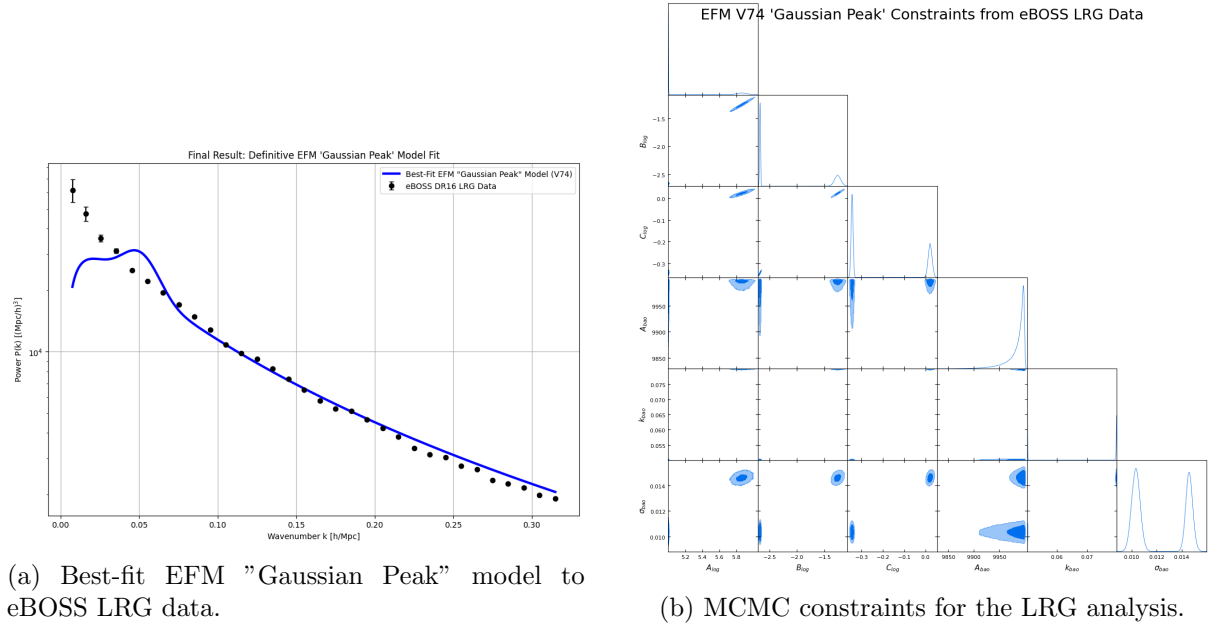 EFM V74 'Gaussian Peak' Constraints from eBOSS LRG Data
Final Result: Definitive EFM 'Gaussian Peak' Model Fit
Best-Fit EFM "Gaussian Peak" Model (V74)
eBOSS DR16 LRG Data
Power P(k) [(Mpc/h)³]
10⁴
0.00 0.05 0.10 0.15 0.20 0.25 0.30
Wavenumber k [h/Mpc]
B_log
−1.5
−2.0
−2.5
C_log
0.0
−0.1
−0.2
−0.3
A_bao
9950
9900
9850
k_bao
0.075
0.070
0.065
0.060
0.055
0.050
σ_bao
0.014
0.012
0.010
5.2 5.4 5.6 5.8 −2.5 −2.0 −1.5 −0.3 −0.2 −0.1 0.0 9850 9900 9950 0.06 0.07 0.010 0.012 0.014
A_log B_log C_log A_bao k_bao σ_bao
(a) Best-fit EFM ”Gaussian Peak” model to
eBOSS LRG data.
(b) MCMC constraints for the LRG analysis.